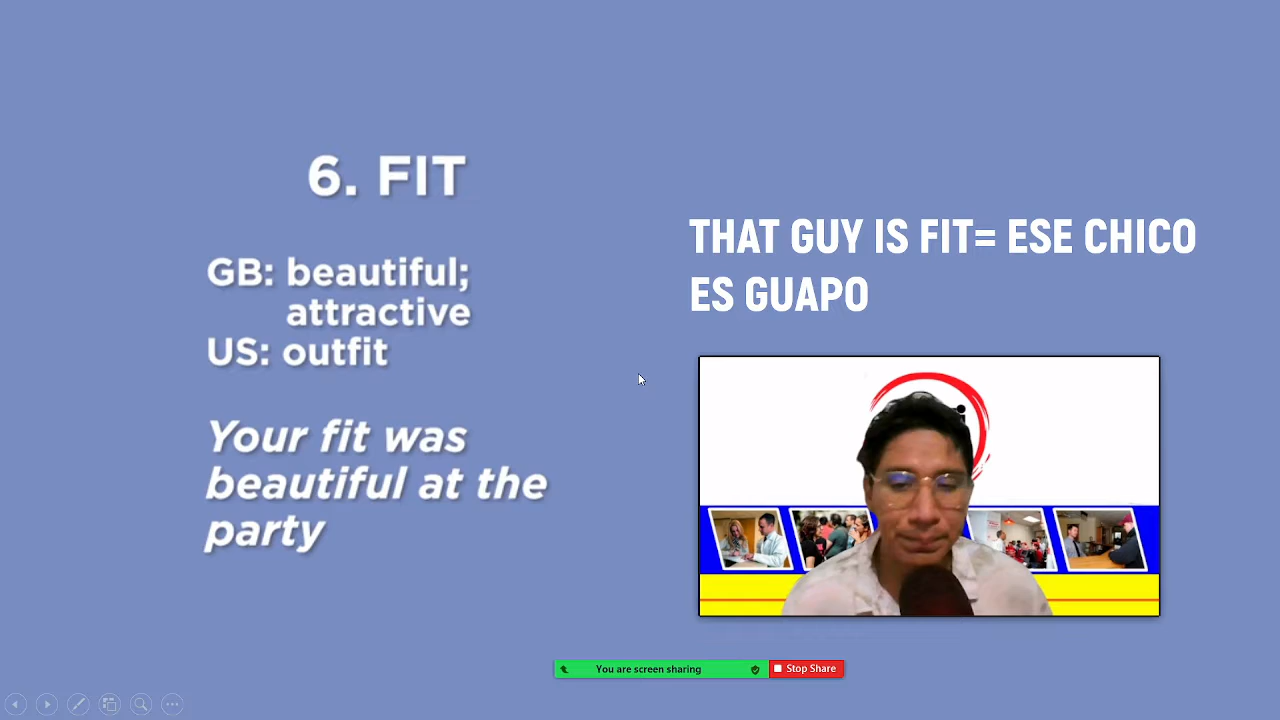 6. FIT
GB: beautiful;
attractive
US: outfit
Your fit was
beautiful at the
party
THAT GUY IS FIT= ESE CHICO
ES GUAPO
You are screen sharing
Stop Share